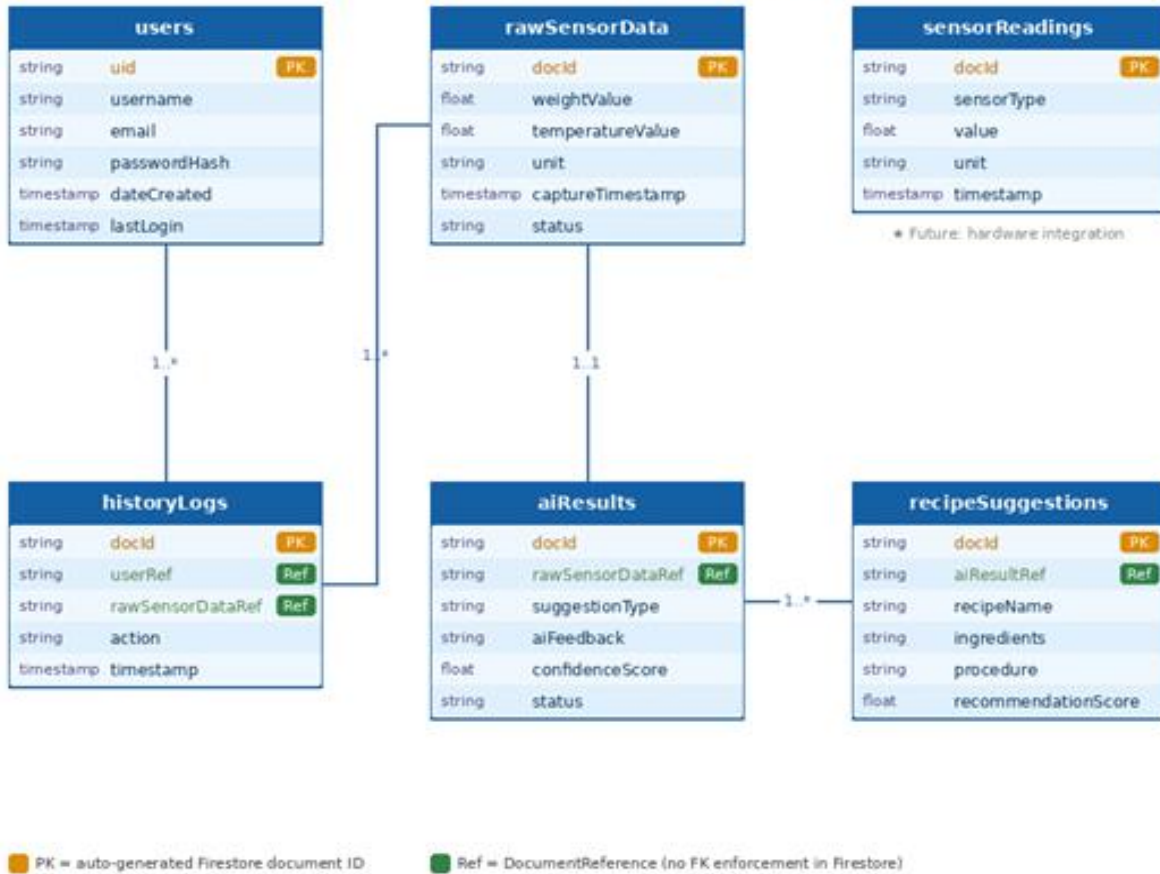 users
string uid PK
string username
string email
string passwordHash
timestamp dateCreated
timestamp lastLogin
rawSensorData
string docId PK
float weightValue
float temperatureValue
string unit
timestamp captureTimestamp
string status
sensorReadings
string docId PK
string sensorType
float value
string unit
timestamp timestamp
★ Future: hardware integration
1..*
1..*
1..1
historyLogs
string docId PK
string userRef Ref
string rawSensorDataRef Ref
string action
timestamp timestamp
aiResults
string docId PK
string rawSensorDataRef Ref
string suggestionType
string aiFeedback
float confidenceScore
string status
1..*
recipeSuggestions
string docId PK
string aiResultRef Ref
string recipeName
string ingredients
string procedure
float recommendationScore
PK = auto-generated Firestore document ID
Ref = DocumentReference (no FK enforcement in Firestore)